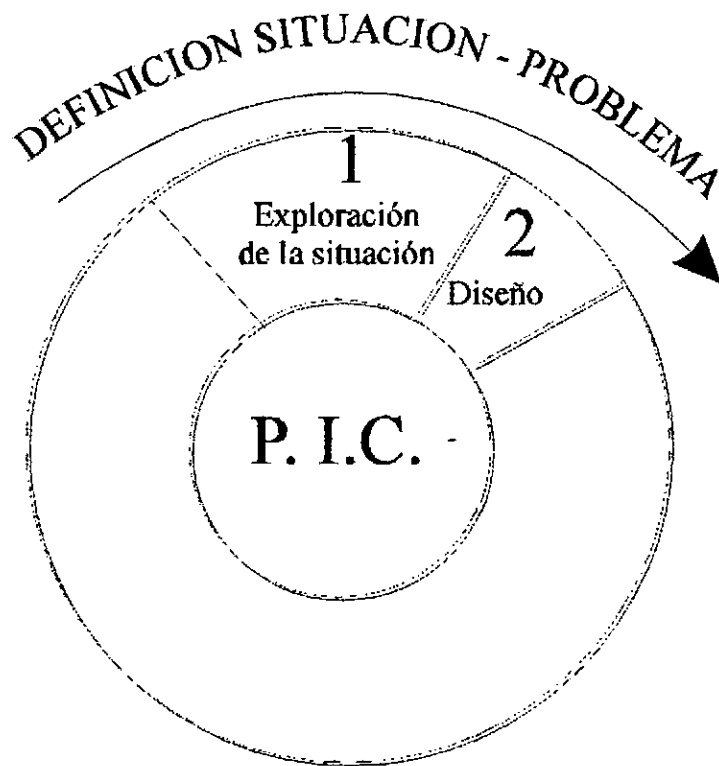 DEFINICION SITUACION - PROBLEMA
1
Exploración
de la situación
2
Diseño
P. I.C.